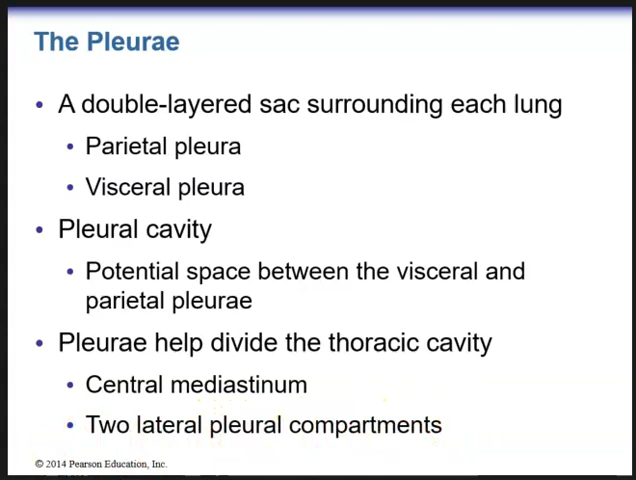 The Pleurae
• A double-layered sac surrounding each lung
• Parietal pleura
• Visceral pleura
• Pleural cavity
• Potential space between the visceral and
parietal pleurae
• Pleurae help divide the thoracic cavity
• Central mediastinum
• Two lateral pleural compartments
© 2014 Pearson Education, Inc.